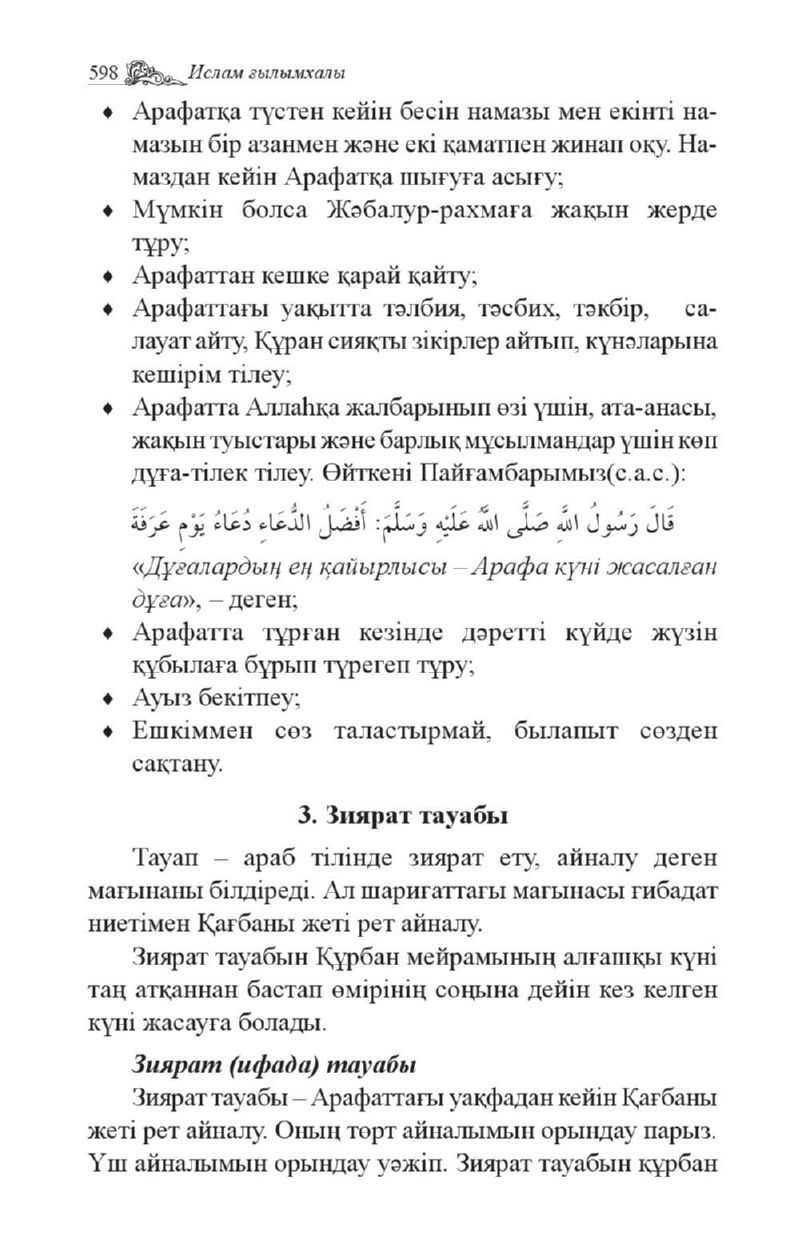 598 Ислам ғылымхалы
♦ Арафатқа түстен кейін бесін намазы мен екінті на-
мазын бір азанмен және екі қаматпен жинап оқу. На-
маздан кейін Арафатқа шығуға асығу;
♦ Мүмкін болса Жәбалур-рахмаға жақын жерде
тұру;
♦ Арафаттан кешке қарай қайту;
♦ Арафаттағы уақытта тәлбия, тәсбих, тәкбір, са-
лауат айту, Құран сияқты зікірлер айтып, күнәларына
кешірім тілеу;
♦ Арафатта Аллаһқа жалбарынып өзі үшін, ата-анасы,
жақын туыстары және барлық мұсылмандар үшін көп
дұға-тілек тілеу. Өйткені Пайғамбарымыз(с.а.с.):
قَالَ رَسُولُ اللهِ صَلَّى اللهُ عَلَيْهِ وَسَلَّمَ: أَفْضَلُ الدُّعَاءِ دُعَاءُ يَوْمِ عَرَفَةَ
«Дұғалардың ең қайырлысы – Арафа күні жасалған
дұға», – деген;
♦ Арафатта тұрған кезінде дәретті күйде жүзін
құбылаға бұрып түрегеп тұру;
♦ Ауыз бекітпеу;
♦ Ешкіммен сөз таластырмай, былапыт сөзден
сақтану.
3. Зиярат тауабы
Тауап – араб тілінде зиярат ету, айналу деген
мағынаны білдіреді. Ал шариғаттағы мағынасы ғибадат
ниетімен Қағбаны жеті рет айналу.
Зиярат тауабын Құрбан мейрамының алғашқы күні
таң атқаннан бастап өмірінің соңына дейін кез келген
күні жасауға болады.
Зиярат (ифада) тауабы
Зиярат тауабы – Арафаттағы уақфадан кейін Қағбаны
жеті рет айналу. Оның төрт айналымын орындау парыз.
Үш айналымын орындау уәжіп. Зиярат тауабын құрбан